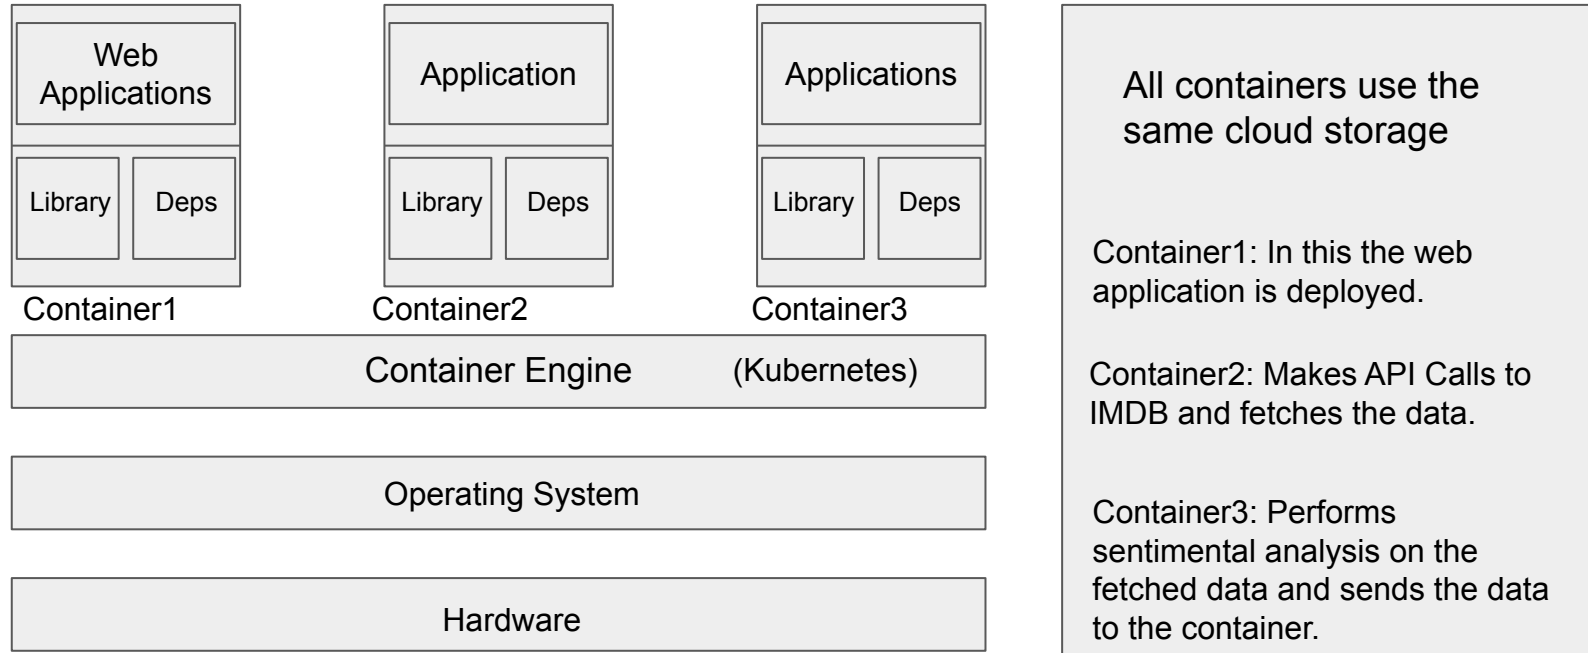 Web
Applications
Library
Deps
Container1
Application
Library
Deps
Container2
Applications
Library
Deps
Container3
Container Engine
(Kubernetes)
Operating System
Hardware
All containers use the
same cloud storage
Container1: In this the web
application is deployed.
Container2: Makes API Calls to
IMDB and fetches the data.
Container3: Performs
sentimental analysis on the
fetched data and sends the data
to the container.